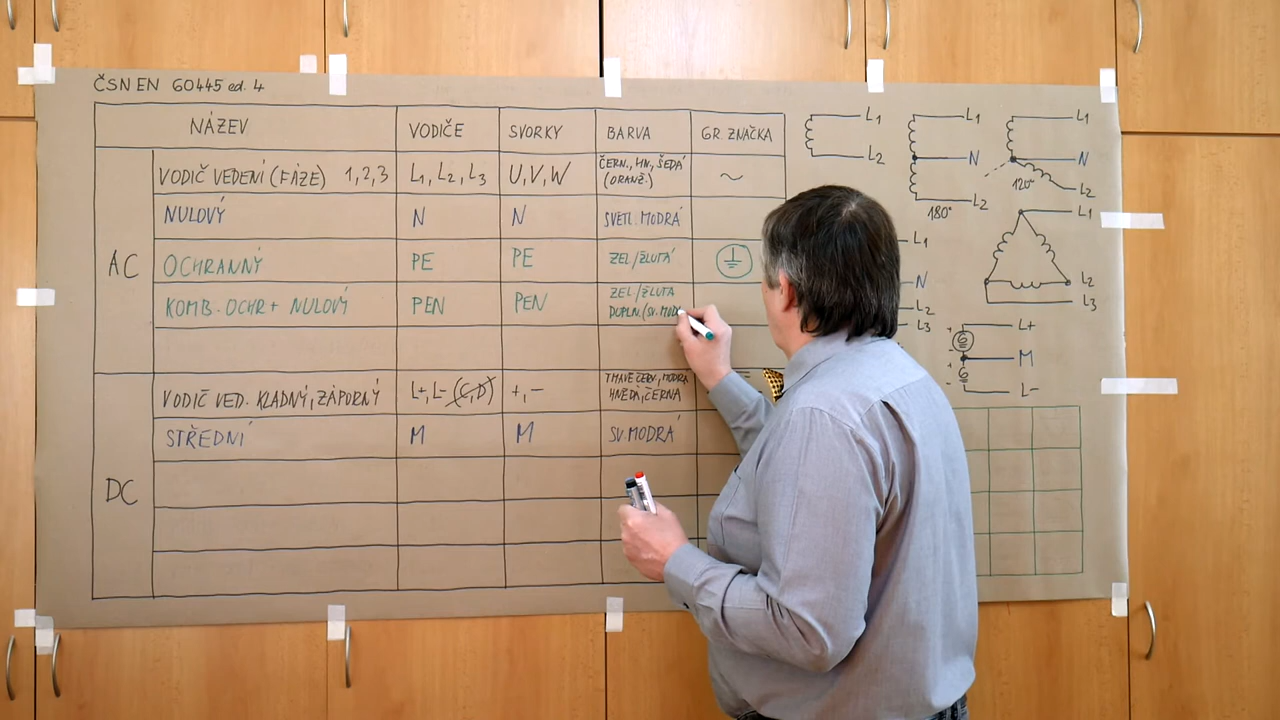 ČSN EN 60445 ed. 4
NÁZEV VODIČE SVORKY BARVA GR. ZNAČKA
AC
VODIČ VEDENÍ (FÁZE) 1,2,3 L1, L2, L3 U, V, W ČERN., HN., ŠEDÁ
(ORANŽ.) ~
NULOVÝ N N SVĚTL. MODRÁ
OCHRANNÝ PE PE ZEL/ŽLUTÁ
KOMB. OCHR + NULOVÝ PEN PEN ZEL/ŽLUTÁ
DOPLN. (SV. MOD
DC
VODIČ VED. KLADNÝ, ZÁPORNÝ L+, L- (C, D) +, - TMAVĚ ČERV., MODRÁ
HNĚDÁ, ČERNÁ
STŘEDNÍ M M SV. MODRÁ
L1
L2
L1
N
L2
180°
L1
N
L2
120°
L1
N
L2
L3
L1
L2
L3
G
G
L+
M
L-